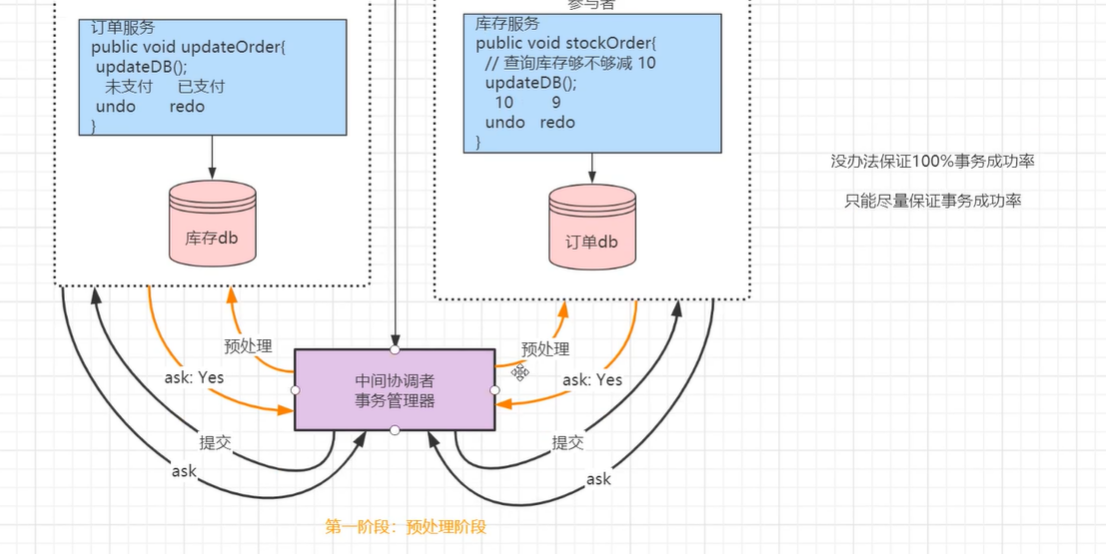 参与者
订单服务
public void updateOrder{
updateDB();
未支付 已支付
undo redo
}
库存db
库存服务
public void stockOrder{
// 查询库存够不够减 10
updateDB();
10 9
undo redo
}
订单db
没办法保证100%事务成功率
只能尽量保证事务成功率
预处理
预处理
ask: Yes
ask: Yes
中间协调者
事务管理器
提交
提交
ask
ask
第一阶段：预处理阶段